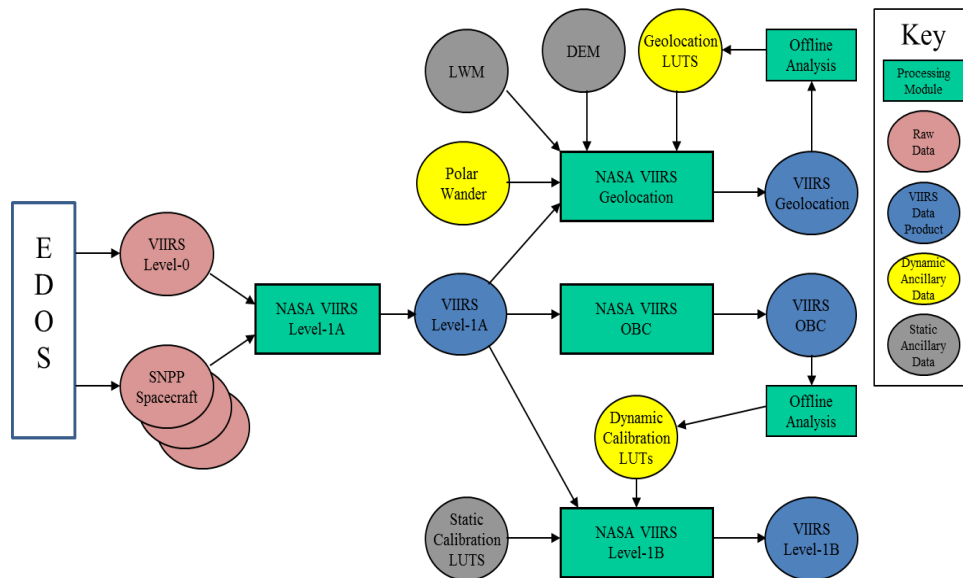 E
D
O
S
VIIRS
Level-0
SNPP
Spacecraft
NASA VIIRS
Level-1A
VIIRS
Level-1A
LWM
DEM
Geolocation
LUTS
Offline
Analysis
Polar
Wander
NASA VIIRS
Geolocation
VIIRS
Geolocation
NASA VIIRS
OBC
VIIRS
OBC
Offline
Analysis
Dynamic
Calibration
LUTs
Static
Calibration
LUTS
NASA VIIRS
Level-1B
VIIRS
Level-1B
Key
Processing
Module
Raw
Data
VIIRS
Data
Product
Dynamic
Ancillary
Data
Static
Ancillary
Data